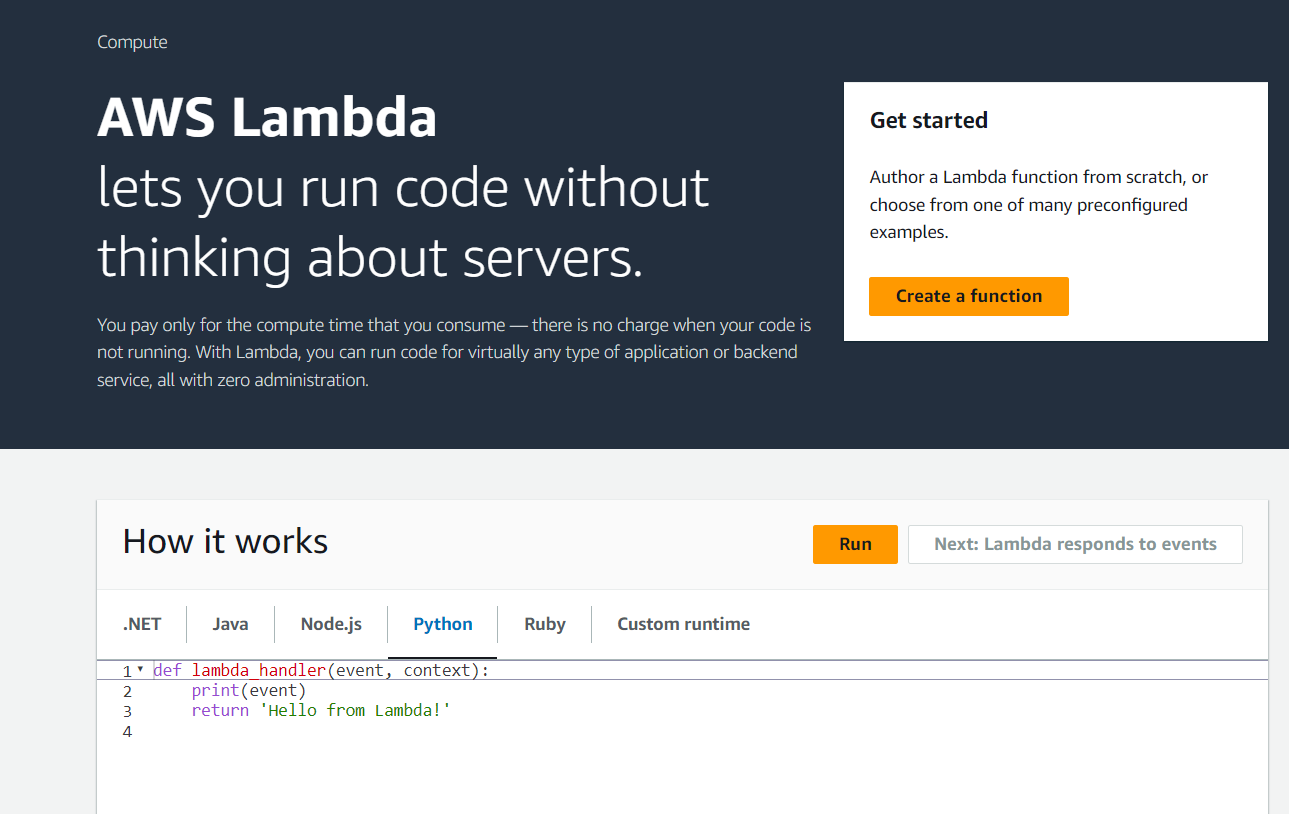 Compute
AWS Lambda
lets you run code without
thinking about servers.
You pay only for the compute time that you consume — there is no charge when your code is
not running. With Lambda, you can run code for virtually any type of application or backend
service, all with zero administration.
Get started
Author a Lambda function from scratch, or
choose from one of many preconfigured
examples.
Create a function
How it works
Run
Next: Lambda responds to events
.NET
Java
Node.js
Python
Ruby
Custom runtime
1 def lambda_handler(event, context):
2     print(event)
3     return 'Hello from Lambda!'
4